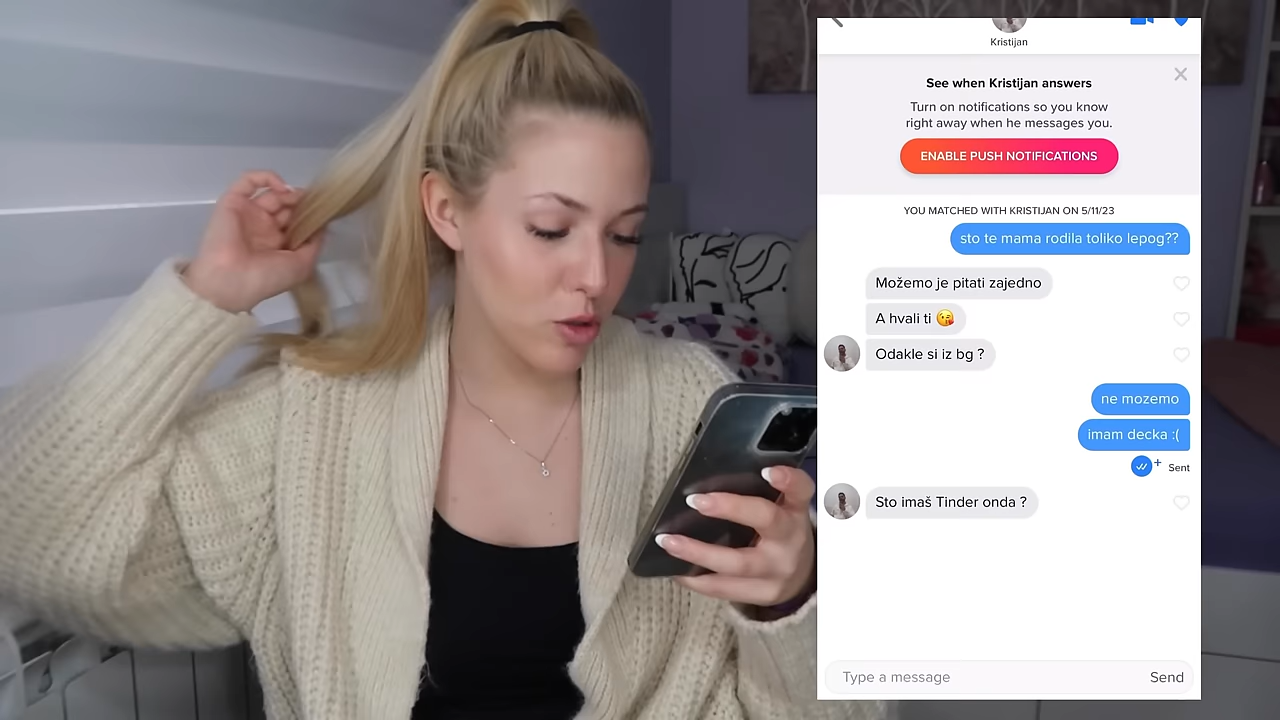 Kristijan
See when Kristijan answers
Turn on notifications so you know
right away when he messages you.
ENABLE PUSH NOTIFICATIONS
YOU MATCHED WITH KRISTIJAN ON 5/11/23
sto te mama rodila toliko lepog??
Možemo je pitati zajedno
A hvali ti 😘
Odakle si iz bg ?
ne mozemo
imam decka :(
Sent
Sto imaš Tinder onda ?
Type a message
Send